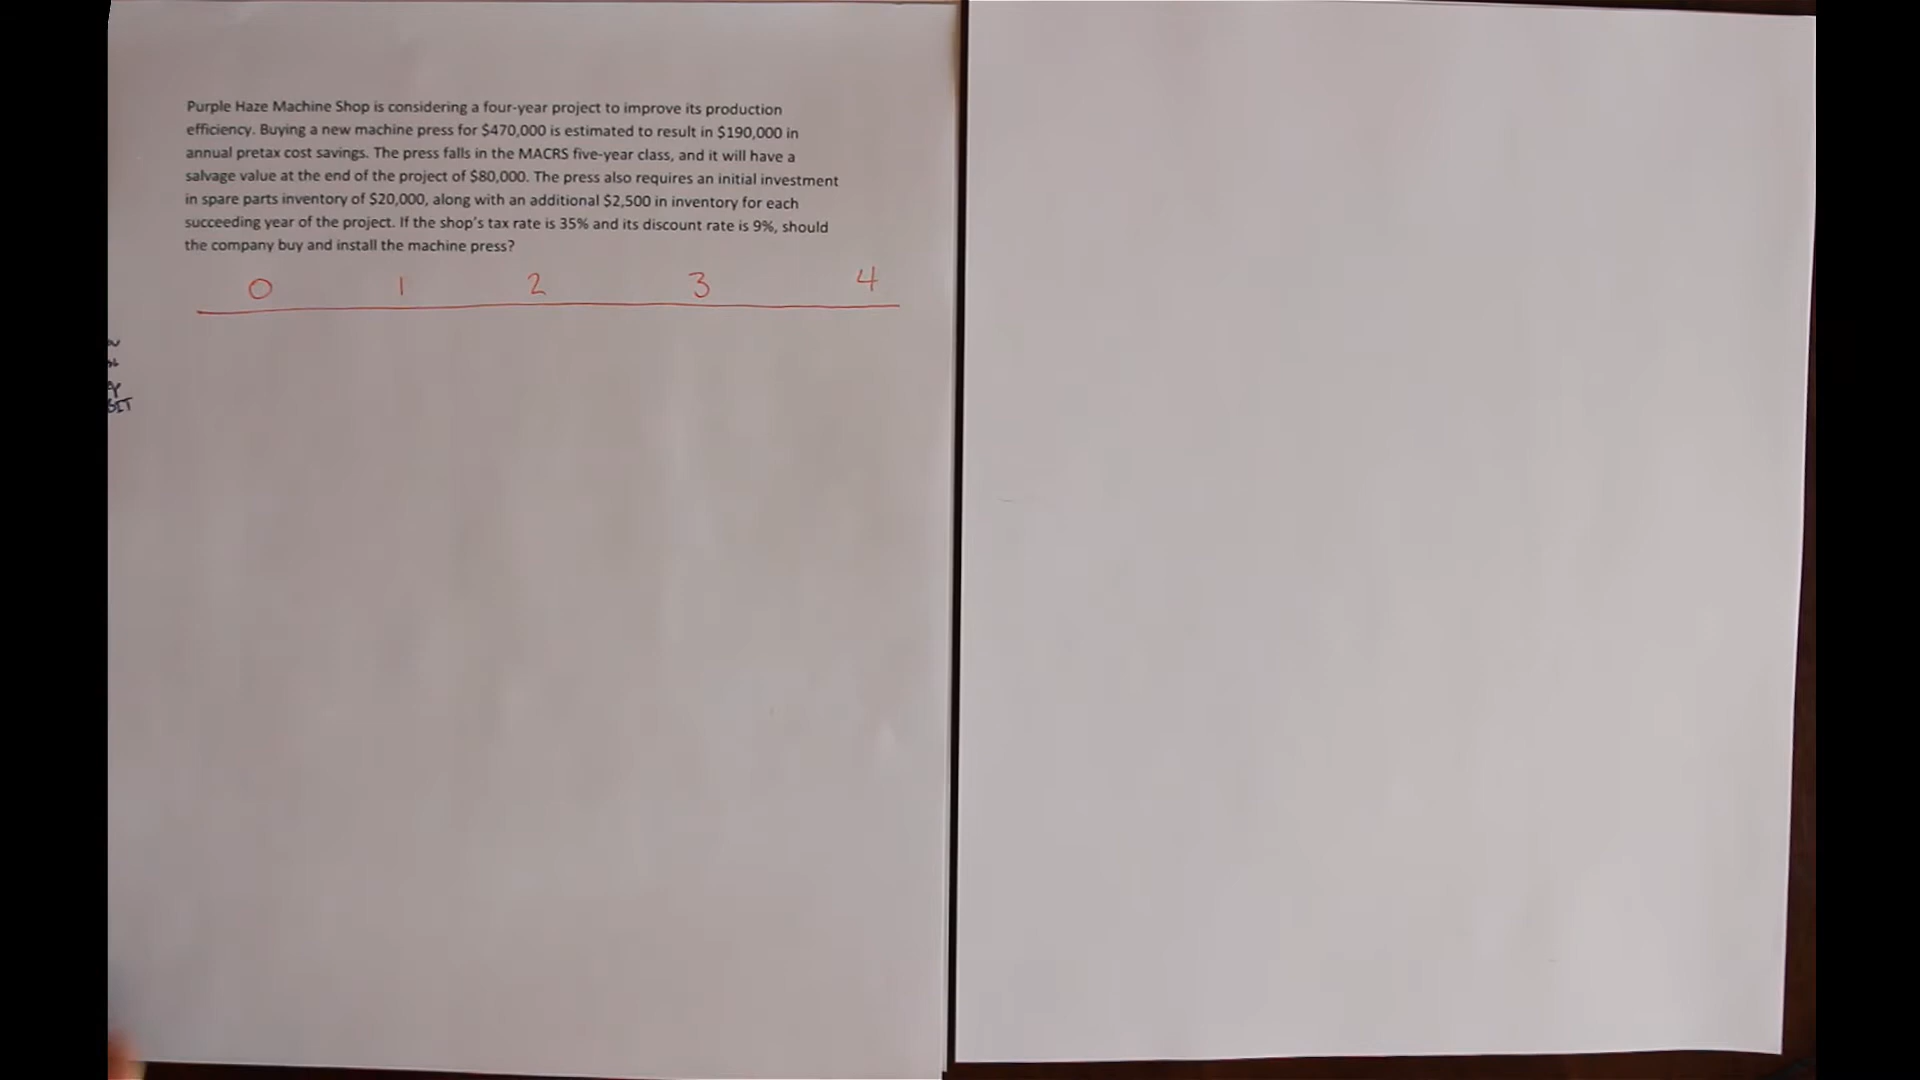 Purple Haze Machine Shop is considering a four-year project to improve its production
efficiency. Buying a new machine press for $470,000 is estimated to result in $190,000 in
annual pretax cost savings. The press falls in the MACRS five-year class, and it will have a
salvage value at the end of the project of $80,000. The press also requires an initial investment
in spare parts inventory of $20,000, along with an additional $2,500 in inventory for each
succeeding year of the project. If the shop's tax rate is 35% and its discount rate is 9%, should
the company buy and install the machine press?
0 1 2 3 4